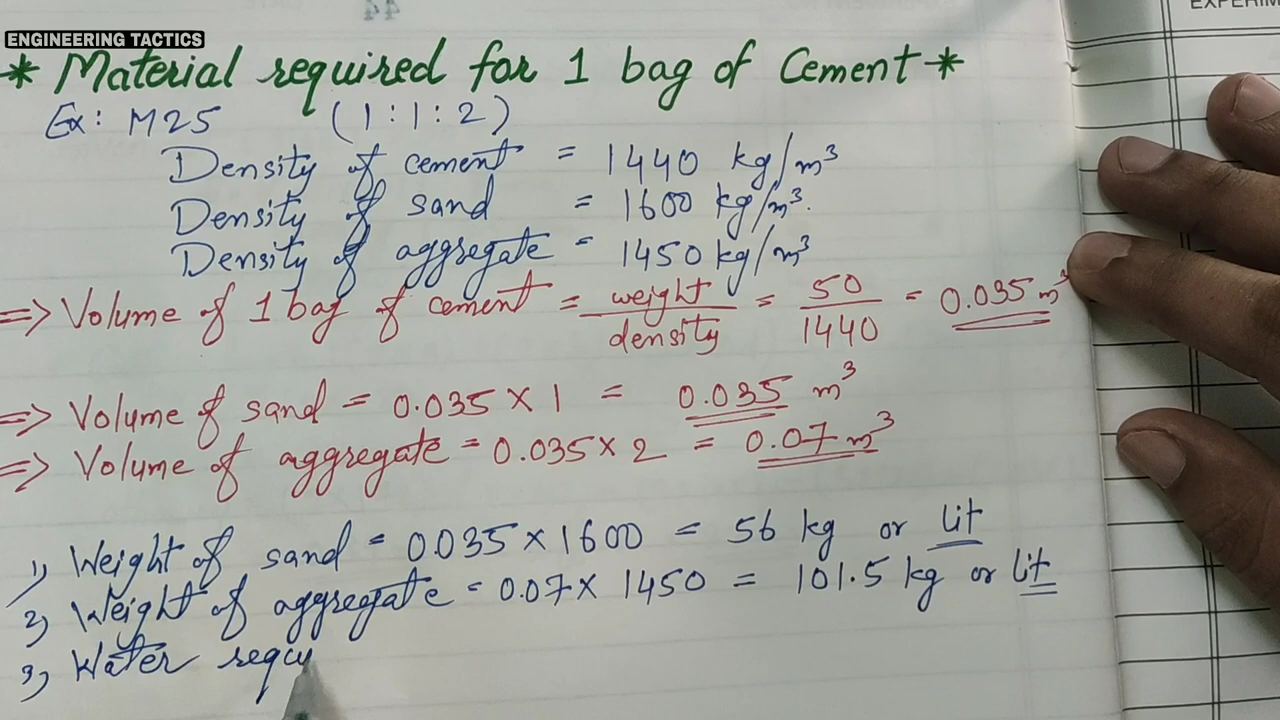 44
EXPERIM
ENGINEERING TACTICS
* Material required for 1 bag of Cement *
Ex: M25 (1:1:2)
Density of cement = 1440 kg/m³
Density of sand = 1600 kg/m³.
Density of aggregate = 1450 kg/m³
=> Volume of 1 bag of cement = weight/density = 50/1440 = 0.035 m³
=> Volume of sand = 0.035 × 1 = 0.035 m³
=> Volume of aggregate = 0.035 × 2 = 0.07 m³
1) Weight of sand = 0.035 × 1600 = 56 kg or lit
2) Weight of aggregate = 0.07 × 1450 = 101.5 kg or lit
3) Water requ